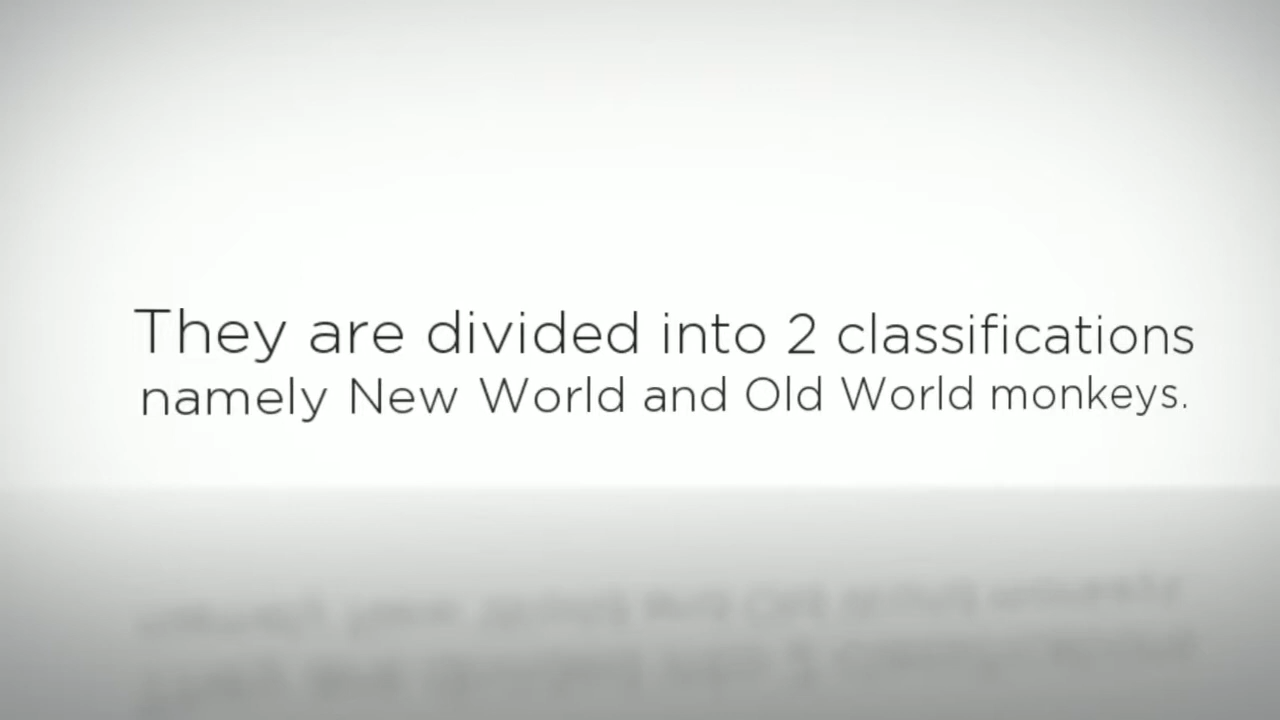 They are divided into 2 classifications
namely New World and Old World monkeys.